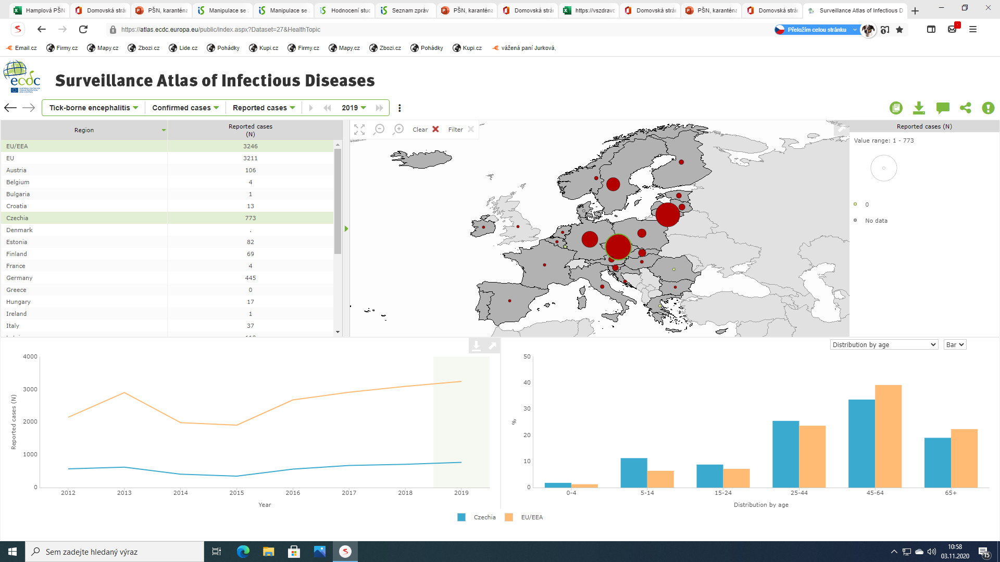 Hamplová PŠN
Domovská strá
PŠN, karanténa
Manipulace se
Manipulace se
Hodnocení stud
Seznam zpráv
PŠN, karanténa
Domovská strán
https://vszdravo
Domovská strán
PŠN, karanténa
Domovská strán
Surveillance Atlas of Infectious D
https://atlas.ecdc.europa.eu/public/index.aspx?Dataset=27&HealthTopic
Přeložím celou stránku
Email.cz
Firmy.cz
Mapy.cz
Zbozi.cz
Lide.cz
Pohádky
Kupi.cz
Firmy.cz
Mapy.cz
Zbozi.cz
Pohádky
Kupi.cz
vážená paní Jurková,
ecdc
Surveillance Atlas of Infectious Diseases
Tick-borne encephalitis
Confirmed cases
Reported cases
2019
Region
Reported cases
(N)
EU/EEA 3246
EU 3211
Austria 106
Belgium 4
Bulgaria 1
Croatia 13
Czechia 773
Denmark .
Estonia 82
Finland 69
France 4
Germany 445
Greece 0
Hungary 17
Ireland 1
Italy 37
Clear
Filter
Reported cases (N)
Value range: 1 - 773
0
No data
4000
3000
2000
1000
0
Reported cases (N)
2012 2013 2014 2015 2016 2017 2018 2019
Year
Distribution by age
Bar
50
40
30
20
10
0
%
0-4 5-14 15-24 25-44 45-64 65+
Distribution by age
Czechia
EU/EEA
Sem zadejte hledaný výraz
10:58
03.11.2020
15